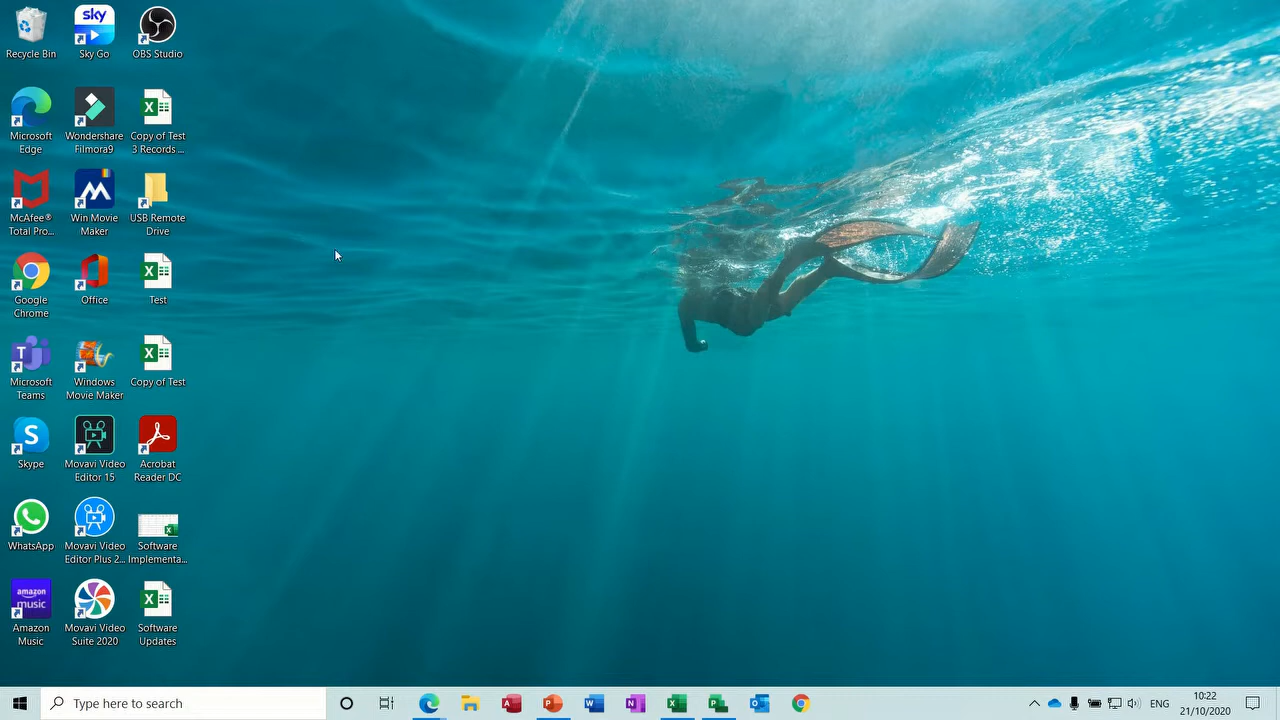 Recycle Bin
sky
Sky Go
OBS Studio
Microsoft
Edge
Wondershare
Filmora9
Copy of Test
3 Records ...
McAfee®
Total Pro...
Win Movie
Maker
USB Remote
Drive
Google
Chrome
Office
Test
Microsoft
Teams
Windows
Movie Maker
Copy of Test
Skype
Movavi Video
Editor 15
Acrobat
Reader DC
WhatsApp
Movavi Video
Editor Plus 2...
Software
Implementa...
amazon
music
Amazon
Music
Movavi Video
Suite 2020
Software
Updates
Type here to search
ENG
10:22
21/10/2020